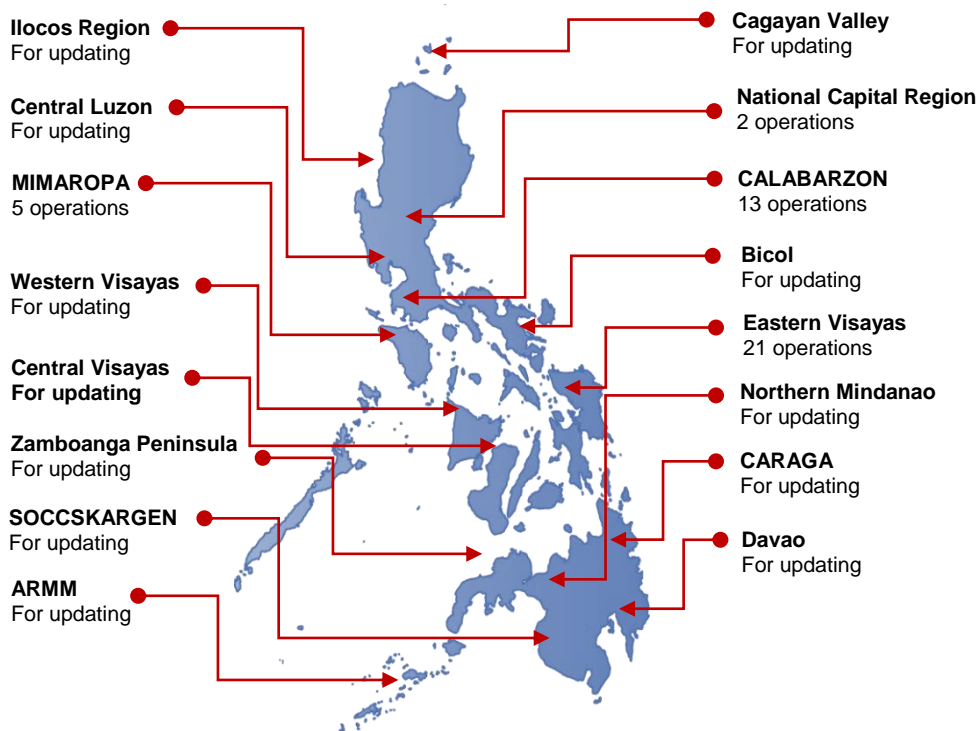 Ilocos Region
For updating
Central Luzon
For updating
MIMAROPA
5 operations
Western Visayas
For updating
Central Visayas
For updating
Zamboanga Peninsula
For updating
SOCCSKARGEN
For updating
ARMM
For updating
Cagayan Valley
For updating
National Capital Region
2 operations
CALABARZON
13 operations
Bicol
For updating
Eastern Visayas
21 operations
Northern Mindanao
For updating
CARAGA
For updating
Davao
For updating